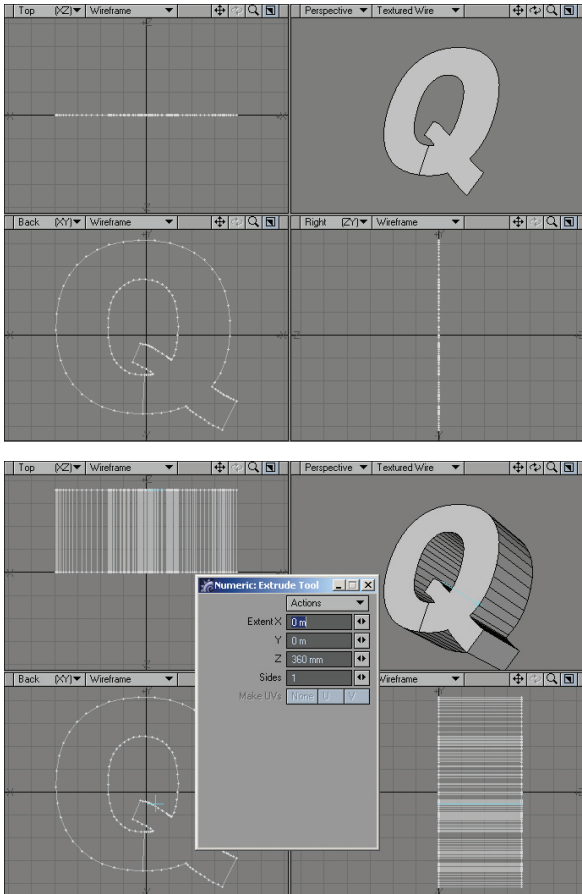 Top (XZ) Wireframe Perspective Textured Wire
Q
Back (XY) Wireframe Right (ZY) Wireframe
Top (XZ) Wireframe Perspective Textured Wire
Q
Numeric: Extrude Tool
Actions
Extent X 0 m
Y 0 m
Z 360 mm
Sides 1
Make UVs None U V
Back (XY) Wireframe Wireframe